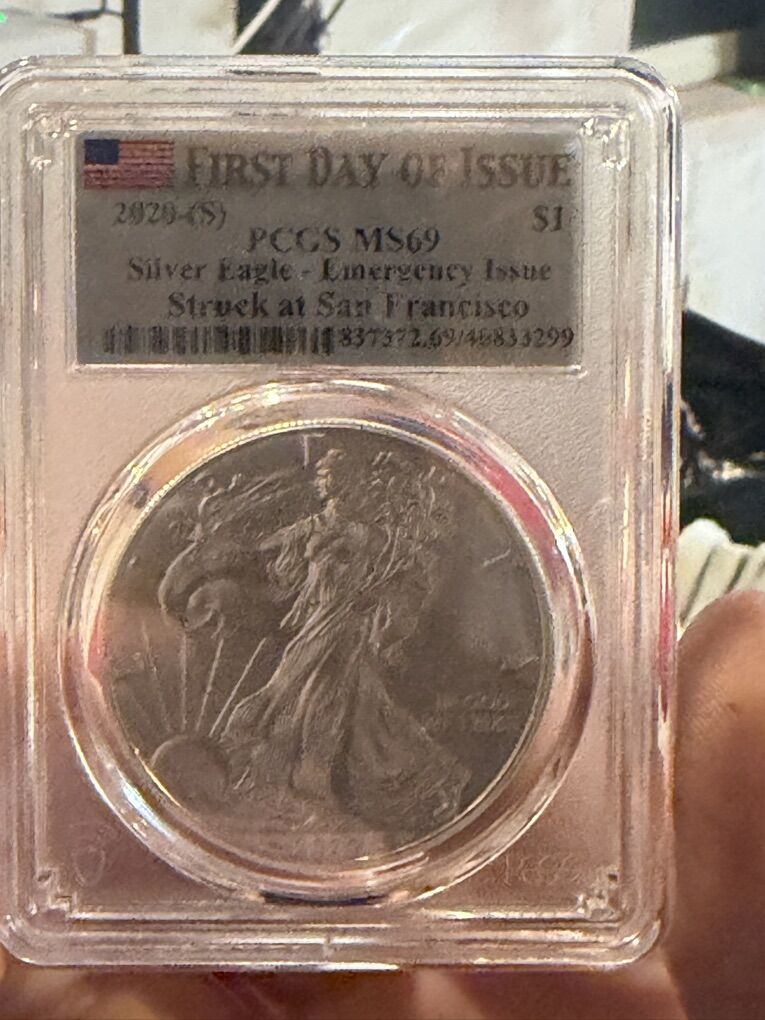 FIRST DAY OF ISSUE
2020-(S) $1
PCGS MS69
Silver Eagle - Emergency Issue
Struck at San Francisco
837372.69/40833299